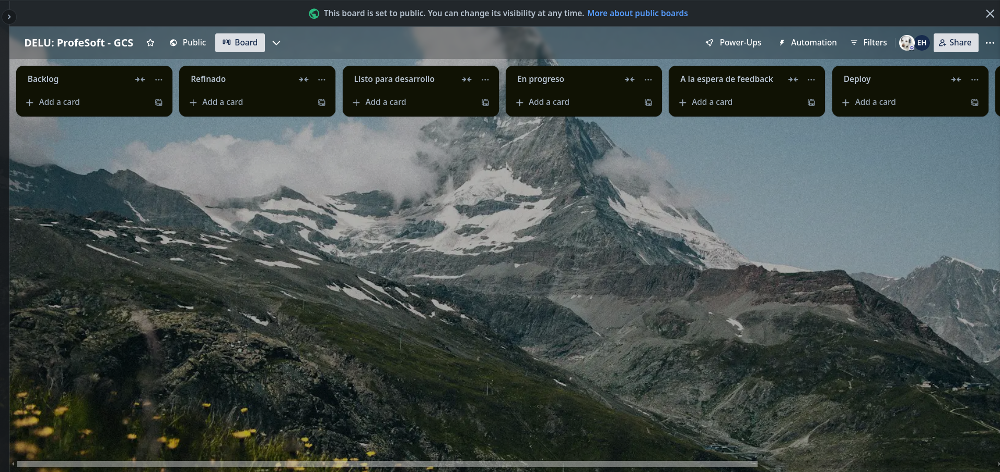 This board is set to public. You can change its visibility at any time. More about public boards
DELU: ProfeSoft - GCS Public Board Power-Ups Automation Filters EH Share
Backlog
Add a card
Refinado
Add a card
Listo para desarrollo
Add a card
En progreso
Add a card
A la espera de feedback
Add a card
Deploy
Add a card